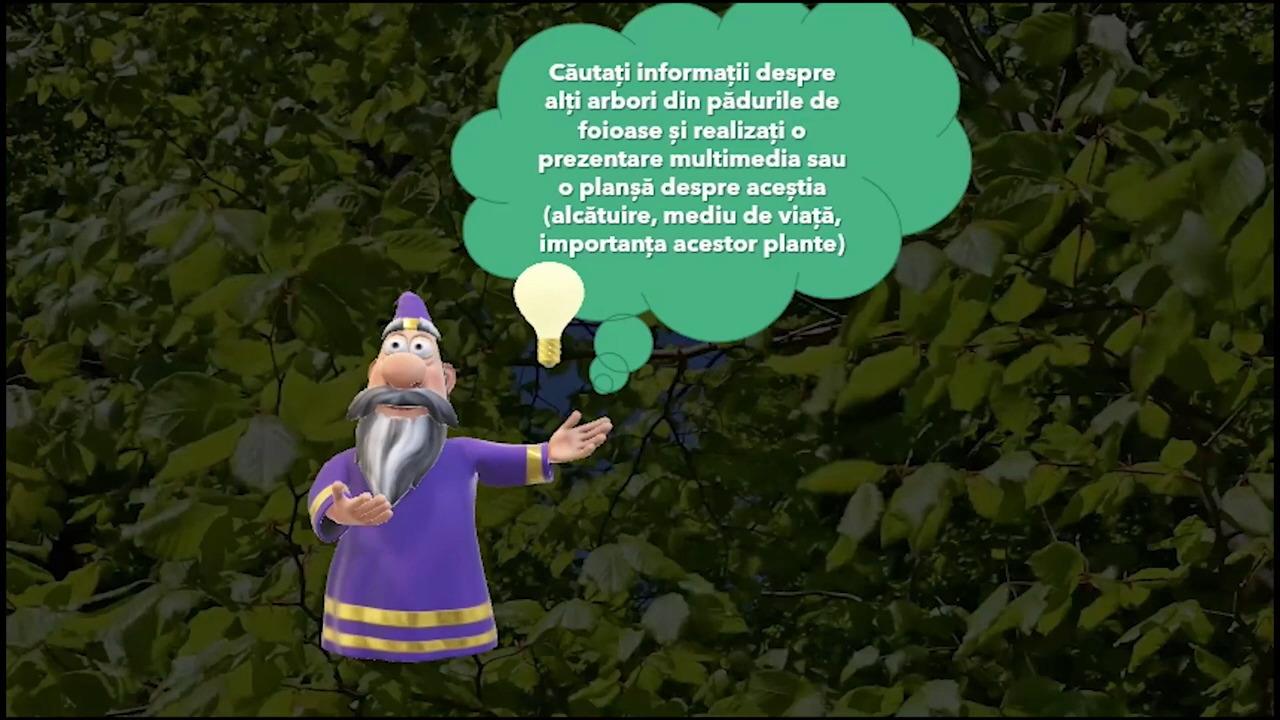 Căutați informații despre
alți arbori din pădurile de
foioase și realizați o
prezentare multimedia sau
o planșă despre aceștia
(alcătuire, mediu de viață,
importanța acestor plante)